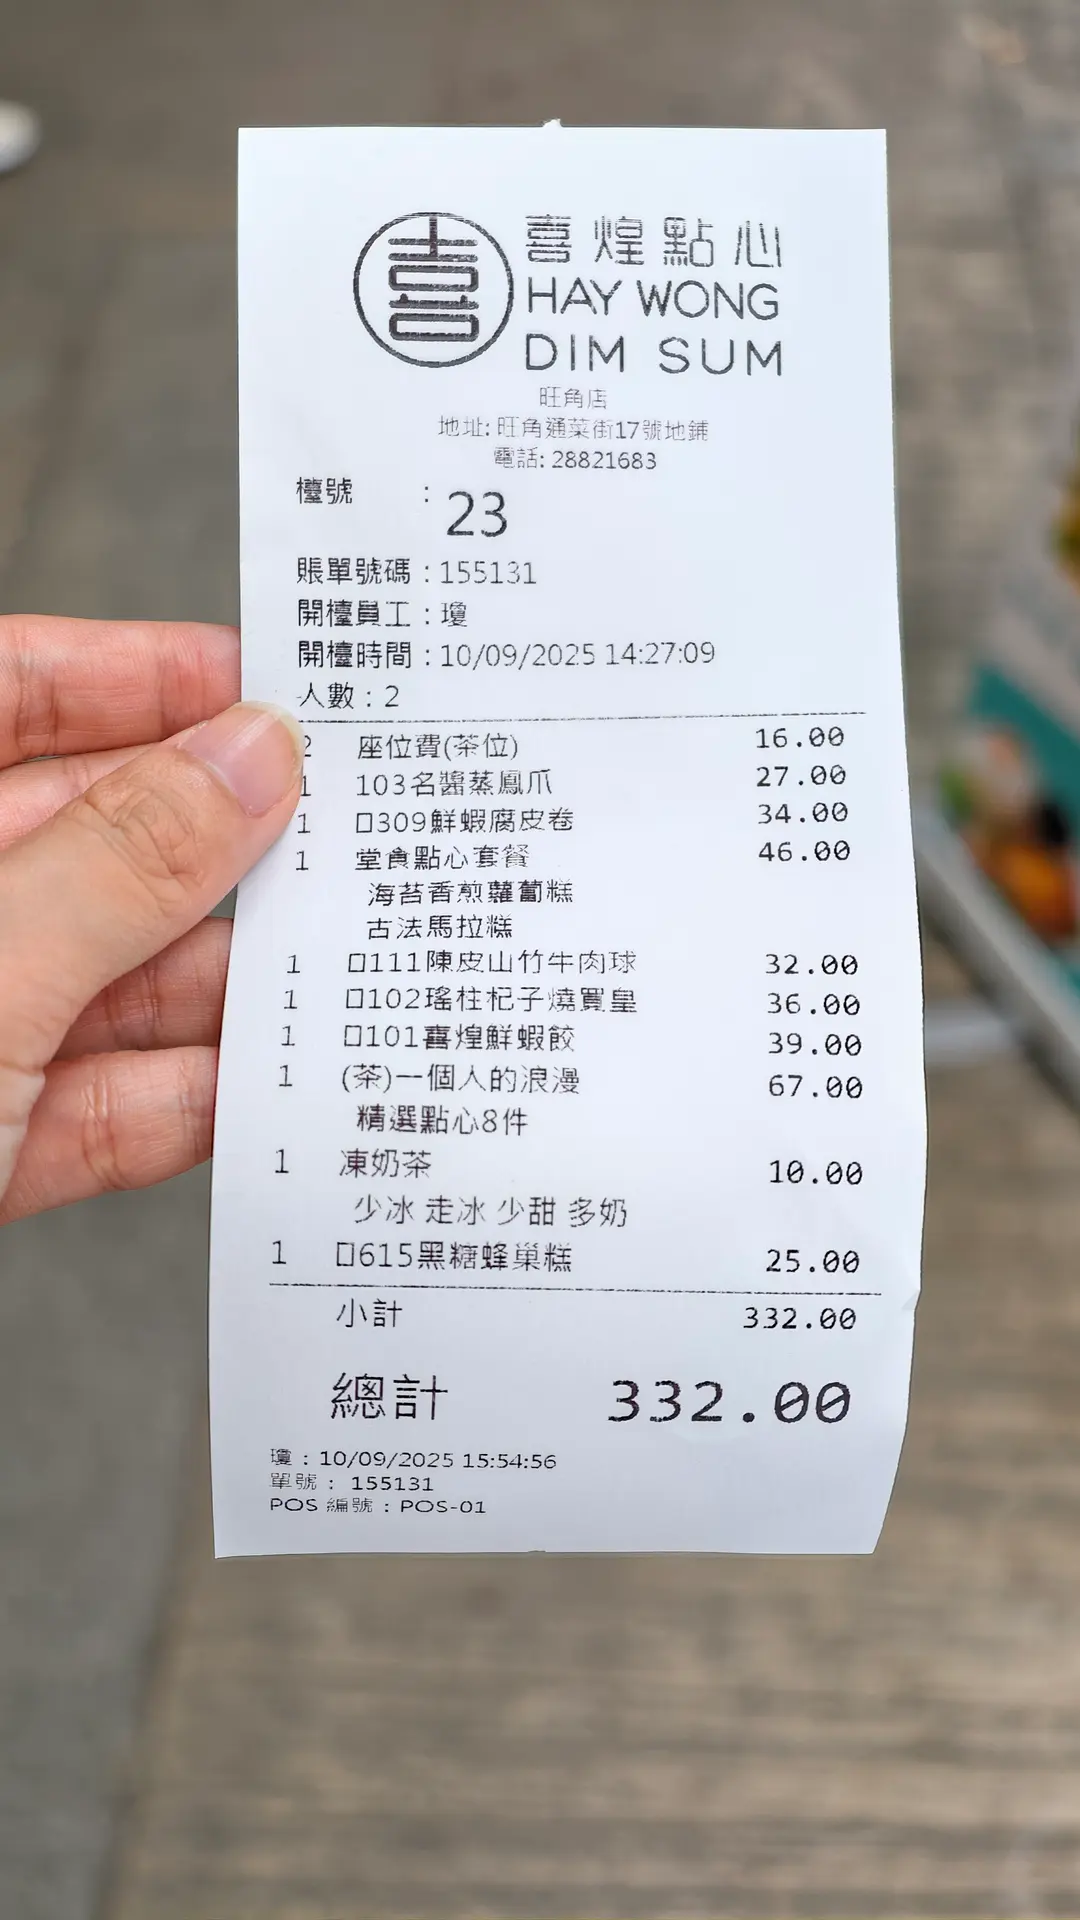 喜
喜煌點心
HAY WONG
DIM SUM
旺角店
地址: 旺角通菜街17號地鋪
電話: 28821683
檯號 : 23
賬單號碼 : 155131
開檯員工 : 瓊
開檯時間 : 10/09/2025 14:27:09
人數 : 2
2 座位費(茶位) 16.00
1 103名醬蒸鳳爪 27.00
1 □309鮮蝦腐皮卷 34.00
1 堂食點心套餐 46.00
海苔香煎蘿蔔糕
古法馬拉糕
1 □111陳皮山竹牛肉球 32.00
1 □102瑤柱杞子燒買皇 36.00
1 □101喜煌鮮蝦餃 39.00
1 (茶)一個人的浪漫 67.00
精選點心8件
1 凍奶茶 10.00
少冰 走冰 少甜 多奶
1 □615黑糖蜂巢糕 25.00
小計 332.00
總計 332.00
瓊 : 10/09/2025 15:54:56
單號 : 155131
POS 編號 : POS-01